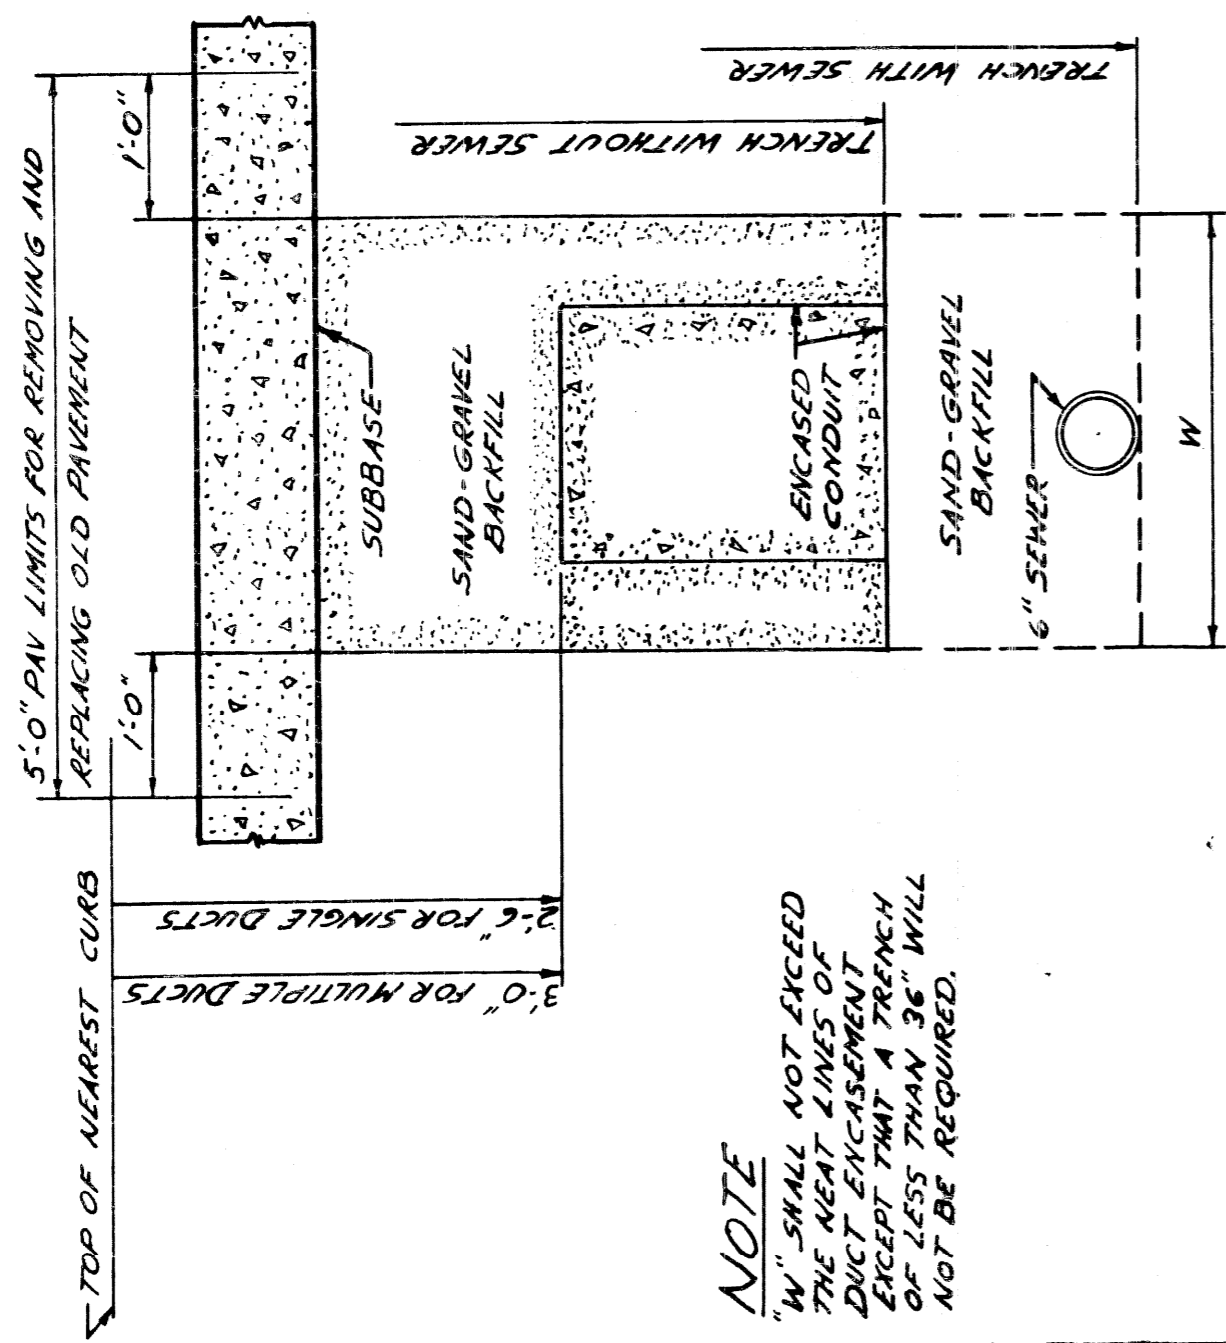 5'-0" PAV LIMITS FOR REMOVING AND
REPLACING OLD PAVEMENT
1'-0"
1'-0"
TOP OF NEAREST CURB
2'-6" FOR SINGLE DUCTS
3'-0" FOR MULTIPLE DUCTS
SUBBASE
SAND-GRAVEL
BACKFILL
ENCASED
CONDUIT
TRENCH WITHOUT SEWER
TRENCH WITH SEWER
SAND-GRAVEL
BACKFILL
6" SEWER
W
NOTE
"W" SHALL NOT EXCEED
THE NEAT LINES OF
DUCT ENCASEMENT
EXCEPT THAT A TRENCH
OF LESS THAN 36" WILL
NOT BE REQUIRED.